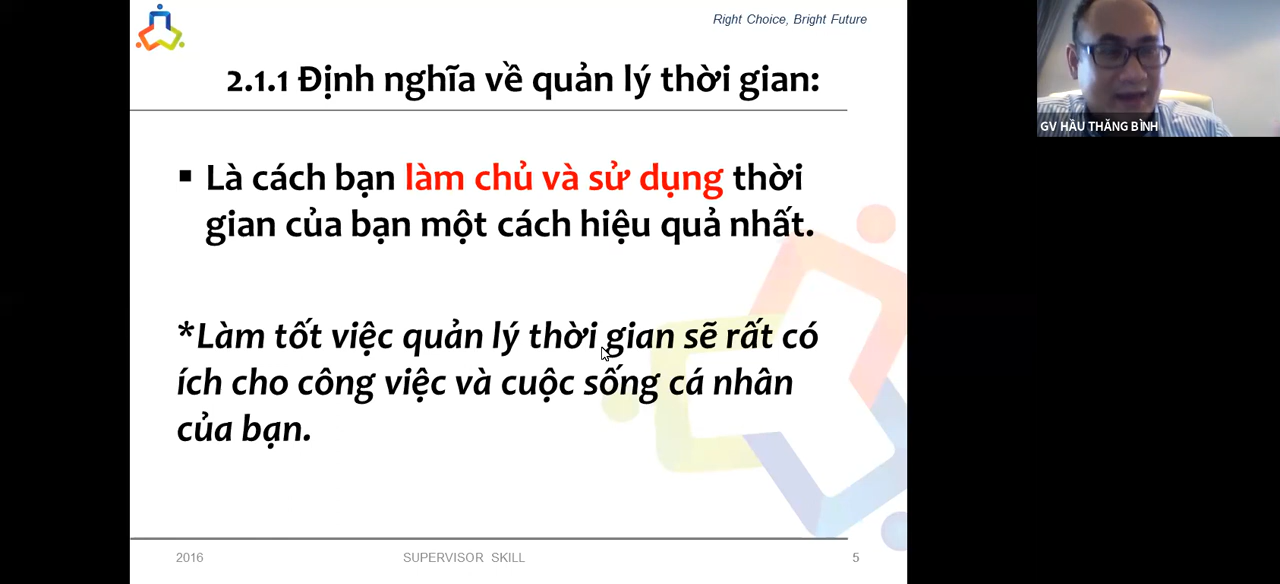 Right Choice, Bright Future
2.1.1 Định nghĩa về quản lý thời gian:
▪ Là cách bạn làm chủ và sử dụng thời
gian của bạn một cách hiệu quả nhất.
*Làm tốt việc quản lý thời gian sẽ rất có
ích cho công việc và cuộc sống cá nhân
của bạn.
2016 SUPERVISOR SKILL 5
GV HẦU THĂNG BÌNH